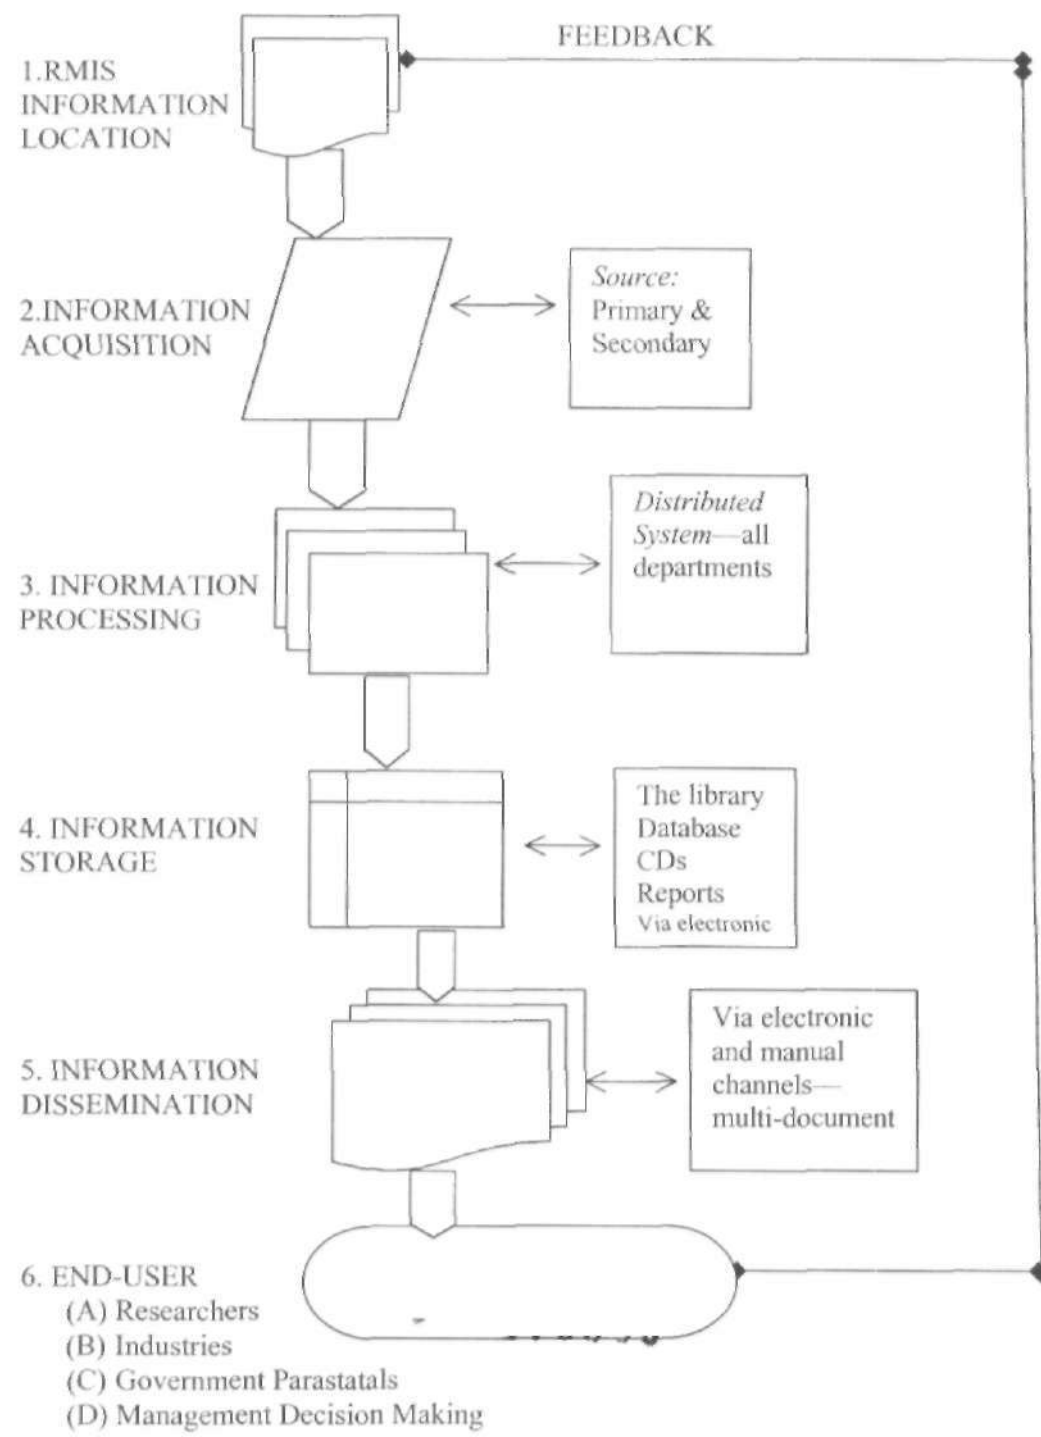 FEEDBACK
1.RMIS
INFORMATION
LOCATION
2.INFORMATION
ACQUISITION
Source:
Primary &
Secondary
3. INFORMATION
PROCESSING
Distributed
System—all
departments
4. INFORMATION
STORAGE
The library
Database
CDs
Reports
Via electronic
5. INFORMATION
DISSEMINATION
Via electronic
and manual
channels—
multi-document
6. END-USER
(A) Researchers
(B) Industries
(C) Government Parastatals
(D) Management Decision Making